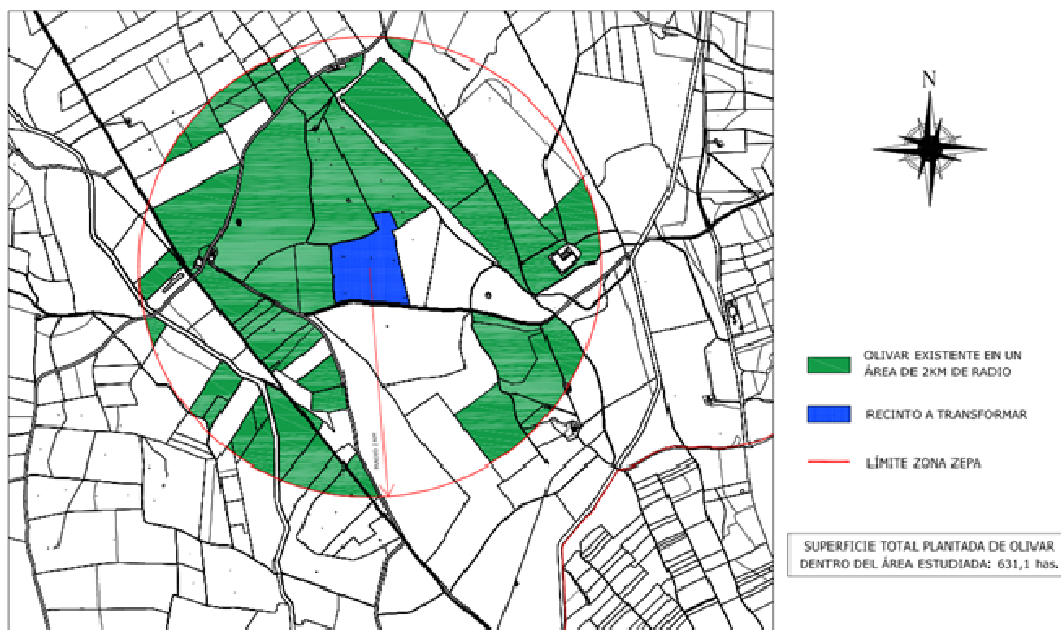 N
OLIVAR EXISTENTE EN UN
ÁREA DE 2KM DE RADIO
RECINTO A TRANSFORMAR
LÍMITE ZONA ZEPA
SUPERFICIE TOTAL PLANTADA DE OLIVAR
DENTRO DEL ÁREA ESTUDIADA: 631,1 has.